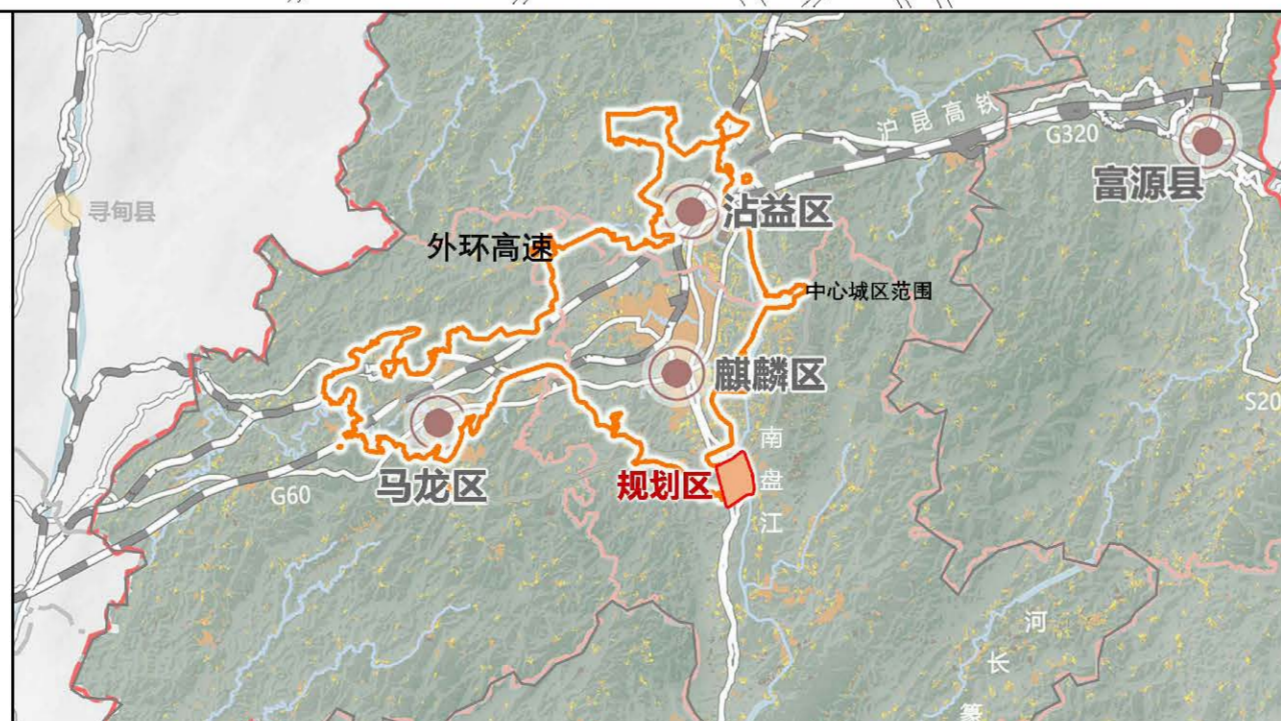 沪昆高铁
G320
富源县
寻甸县
沾益区
外环高速
中心城区范围
麒麟区
S20
南盘江
马龙区
规划区
G60
河
长
篆